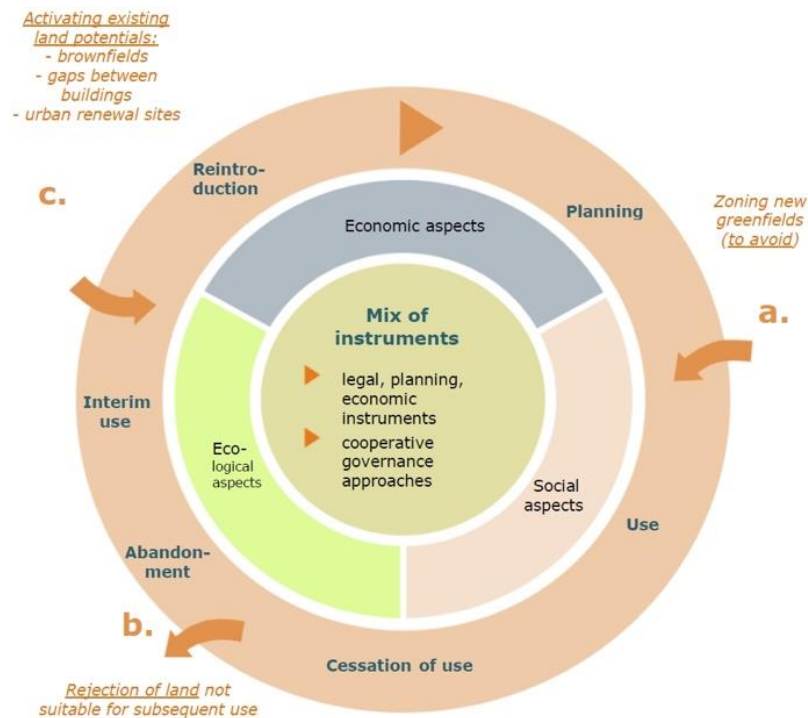 Activating existing
land potentials:
- brownfields
- gaps between
buildings
- urban renewal sites
c.
Reintro-
duction
Planning
Zoning new
greenfields
(to avoid)
a.
Economic aspects
Mix of
instruments
legal, planning,
economic
instruments
cooperative
governance
approaches
Interim
use
Eco-
logical
aspects
Social
aspects
Use
Abandon-
ment
b.
Cessation of use
Rejection of land not
suitable for subsequent use